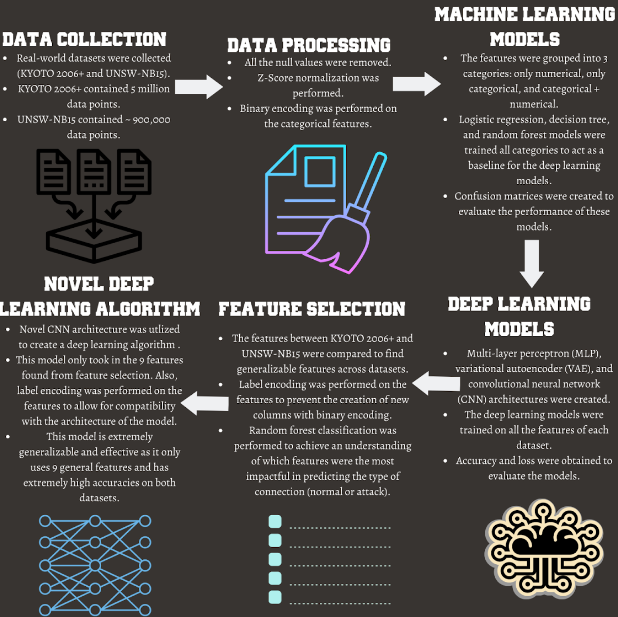 DATA COLLECTION
• Real-world datasets were collected
(KYOTO 2006+ and UNSW-NB15).
• KYOTO 2006+ contained 5 million
data points.
• UNSW-NB15 contained ~ 900,000
data points.
DATA PROCESSING
• All the null values were removed.
• Z-Score normalization was
performed.
• Binary encoding was performed on
the categorical features.
MACHINE LEARNING
MODELS
• The features were grouped into 3
categories: only numerical, only
categorical, and categorical +
numerical.
• Logistic regression, decision tree,
and random forest models were
trained all categories to act as a
baseline for the deep learning
models.
• Confusion matrices were created to
evaluate the performance of these
models.
DEEP LEARNING
MODELS
• Multi-layer perceptron (MLP),
variational autoencoder (VAE), and
convolutional neural network
(CNN) architectures were created.
• The deep learning models were
trained on all the features of each
dataset.
• Accuracy and loss were obtained to
evaluate the models.
FEATURE SELECTION
• The features between KYOTO 2006+ and
UNSW-NB15 were compared to find
generalizable features across datasets.
• Label encoding was performed on the
features to prevent the creation of new
columns with binary encoding.
• Random forest classification was
performed to achieve an understanding
of which features were the most
impactful in predicting the type of
connection (normal or attack).
NOVEL DEEP
LEARNING ALGORITHM
• Novel CNN architecture was utlized
to create a deep learning algorithm .
• This model only took in the 9 features
found from feature selection. Also,
label encoding was performed on the
features to allow for compatibility
with the architecture of the model.
• This model is extremely
generalizable and effective as it only
uses 9 general features and has
extremely high accuracies on both
datasets.